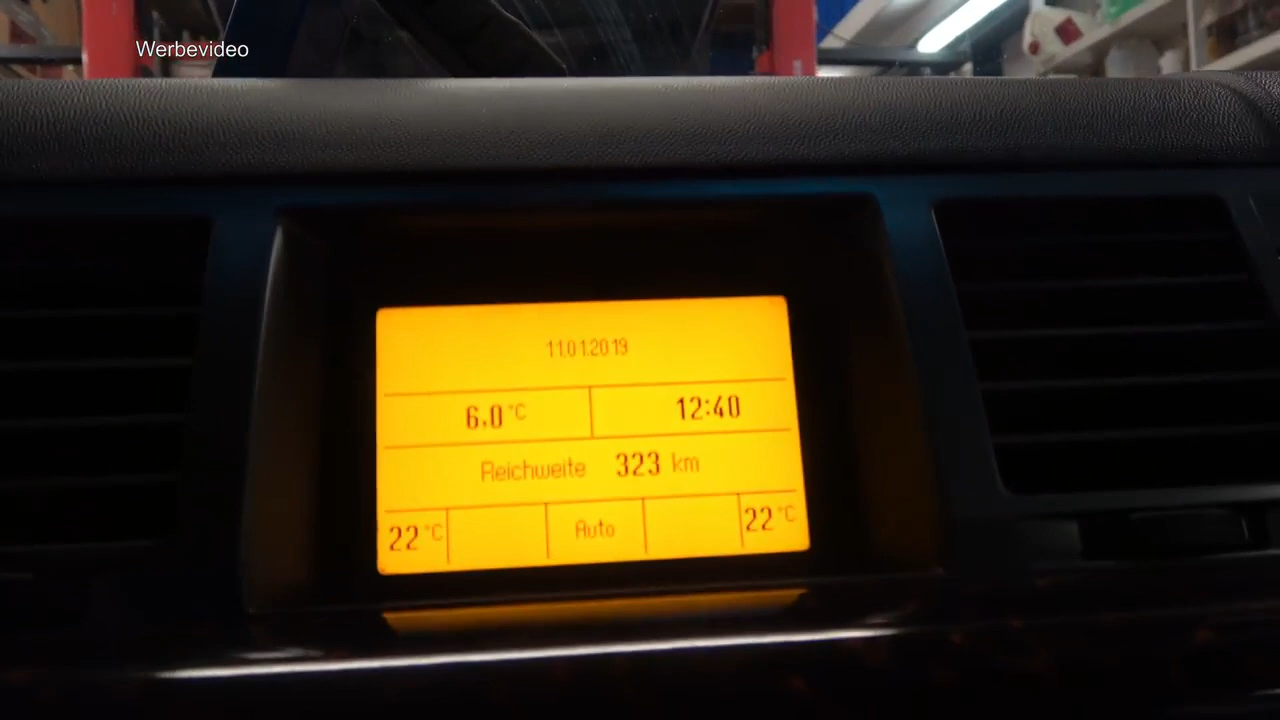 Werbevideo
11.01.2019
6,0°C 12:40
Reichweite 323 km
22°C Auto 22°C